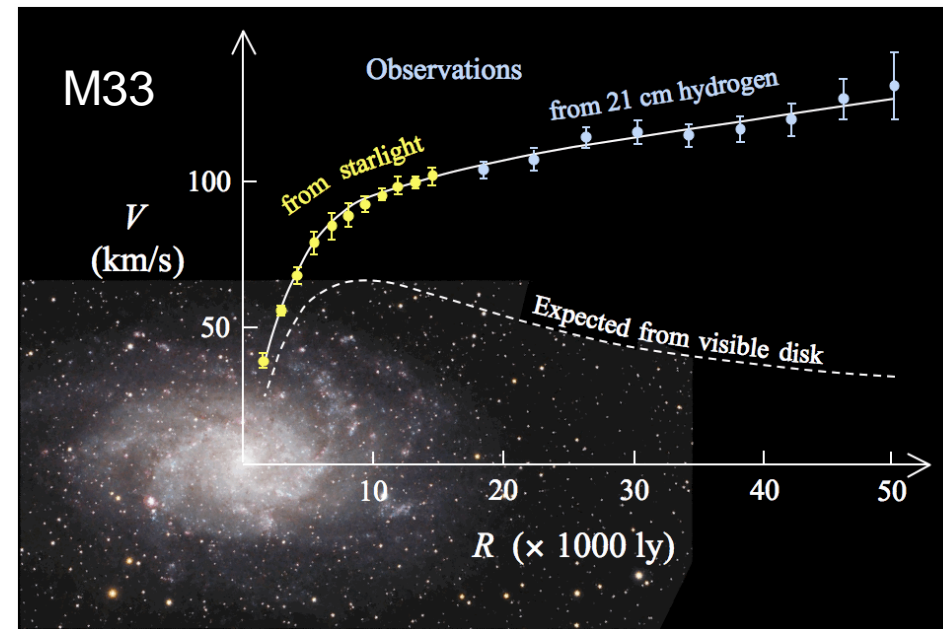 M33
Observations
from 21 cm hydrogen
from starlight
100
V
(km/s)
50
Expected from visible disk
10 20 30 40 50
R (× 1000 ly)